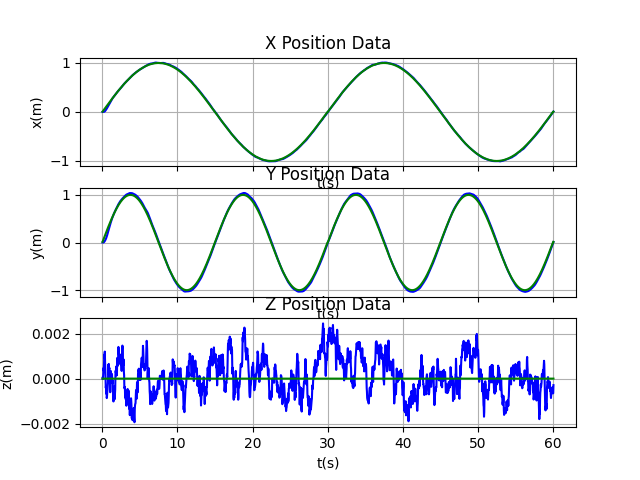 X Position Data
1
0
−1
x(m)
t(s)
Y Position Data
1
0
−1
y(m)
t(s)
Z Position Data
0.002
0.000
−0.002
z(m)
0 10 20 30 40 50 60
t(s)